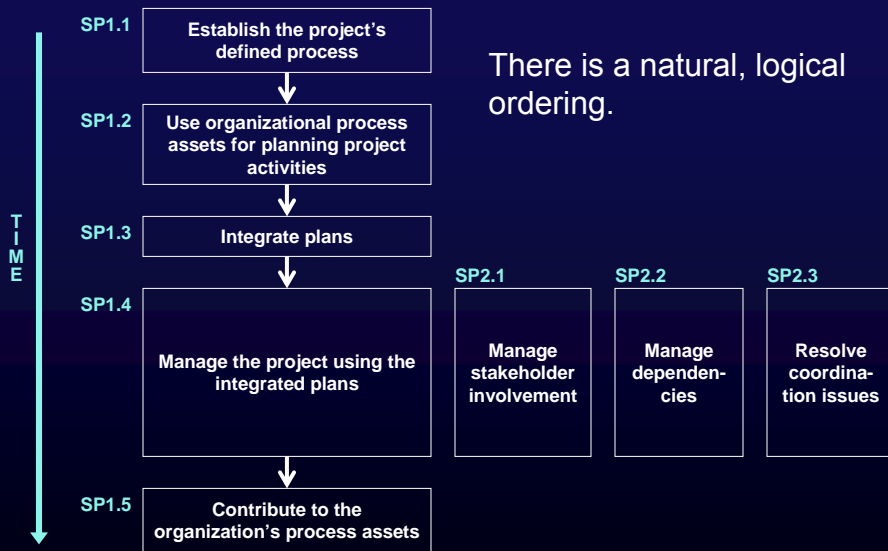 SP1.1
Establish the project's
defined process
There is a natural, logical
ordering.
SP1.2
Use organizational process
assets for planning project
activities
TIME
SP1.3
Integrate plans
SP1.4
Manage the project using the
integrated plans
SP2.1
Manage
stakeholder
involvement
SP2.2
Manage
dependen-
cies
SP2.3
Resolve
coordina-
tion issues
SP1.5
Contribute to the
organization's process assets